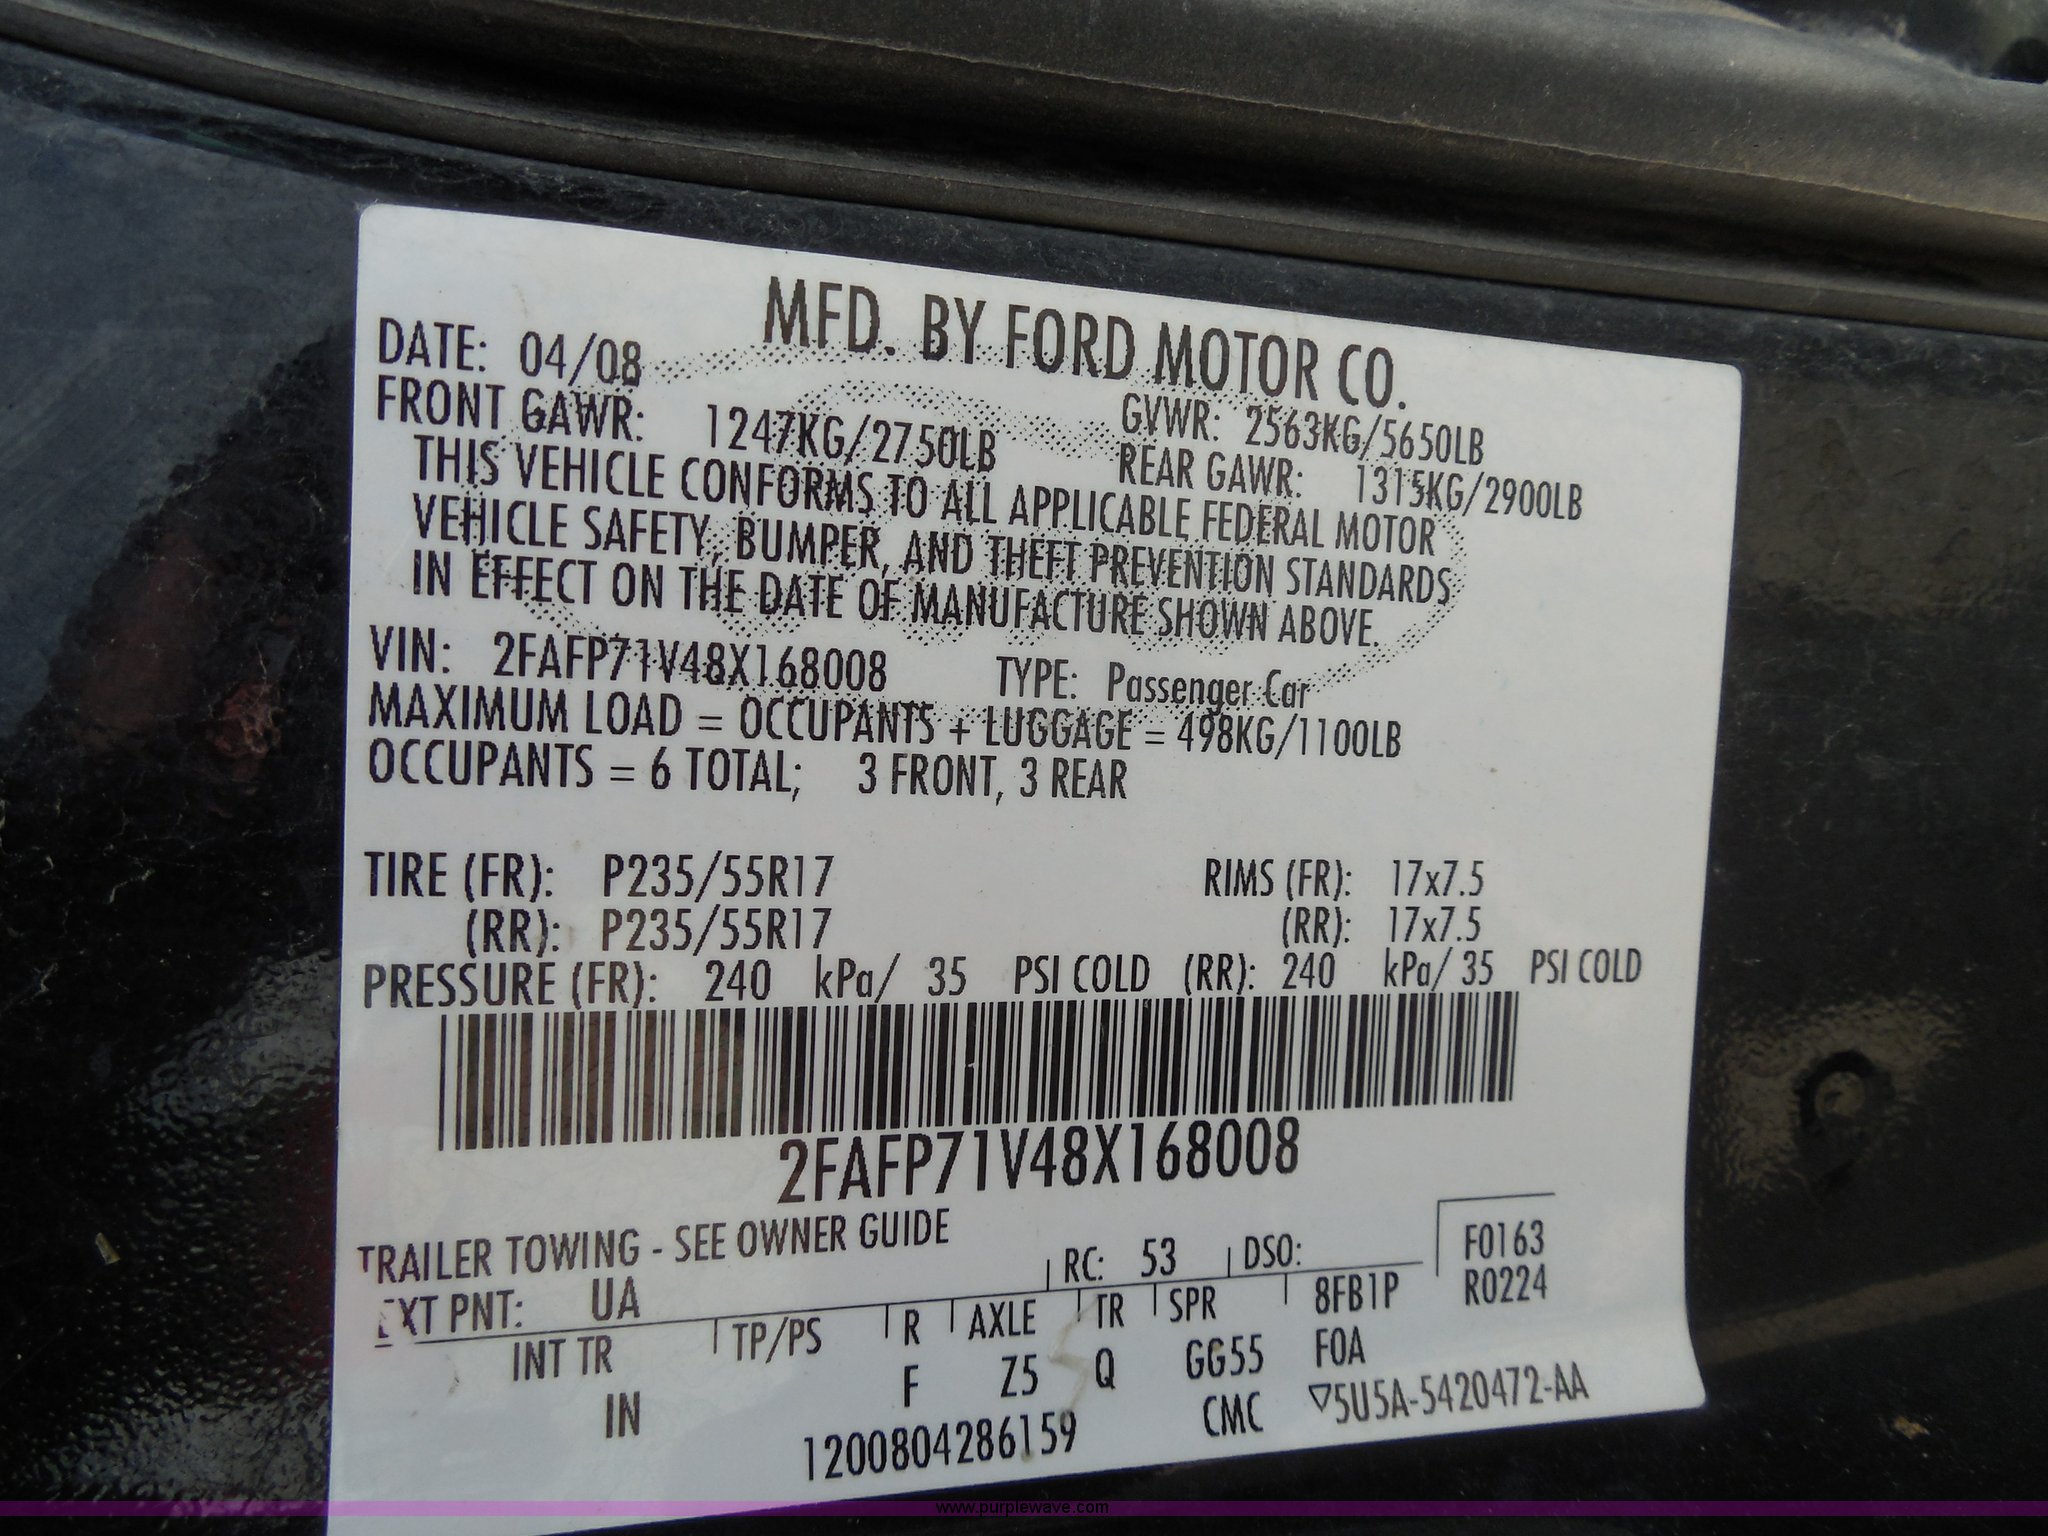 MFD. BY FORD MOTOR CO.
DATE: 04/08 GVWR: 2563KG/5650LB
FRONT GAWR: 1247KG/2750LB REAR GAWR: 1315KG/2900LB
THIS VEHICLE CONFORMS TO ALL APPLICABLE FEDERAL MOTOR
VEHICLE SAFETY, BUMPER, AND THEFT PREVENTION STANDARDS
IN EFFECT ON THE DATE OF MANUFACTURE SHOWN ABOVE.
VIN: 2FAFP71V48X168008 TYPE: Passenger Car
MAXIMUM LOAD = OCCUPANTS + LUGGAGE = 498KG/1100LB
OCCUPANTS = 6 TOTAL; 3 FRONT, 3 REAR
TIRE (FR): P235/55R17 RIMS (FR): 17x7.5
(RR): P235/55R17 (RR): 17x7.5
PRESSURE (FR): 240 kPa/ 35 PSI COLD (RR): 240 kPa/ 35 PSI COLD
2FAFP71V48X168008
TRAILER TOWING - SEE OWNER GUIDE
EXT PNT: UA RC: 53 DSO: F0163
R0224
INT TR TP/PS R AXLE TR SPR 8FB1P
IN F Z5 Q GG55 F0A
1200804286159 CMC ▽5U5A-5420472-AA
www.purplewave.com